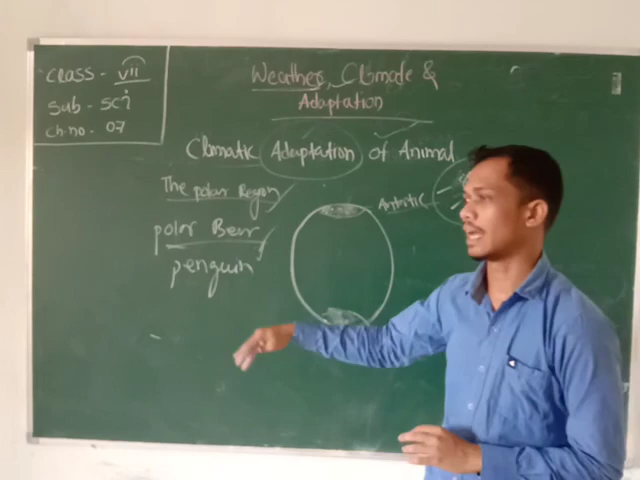 Class - vii
Sub - Sci
Ch. no. - 07
Weather, Climate &
Adaptation
Climatic Adaptation of Animal
The polar Region
polar Bear
penguin